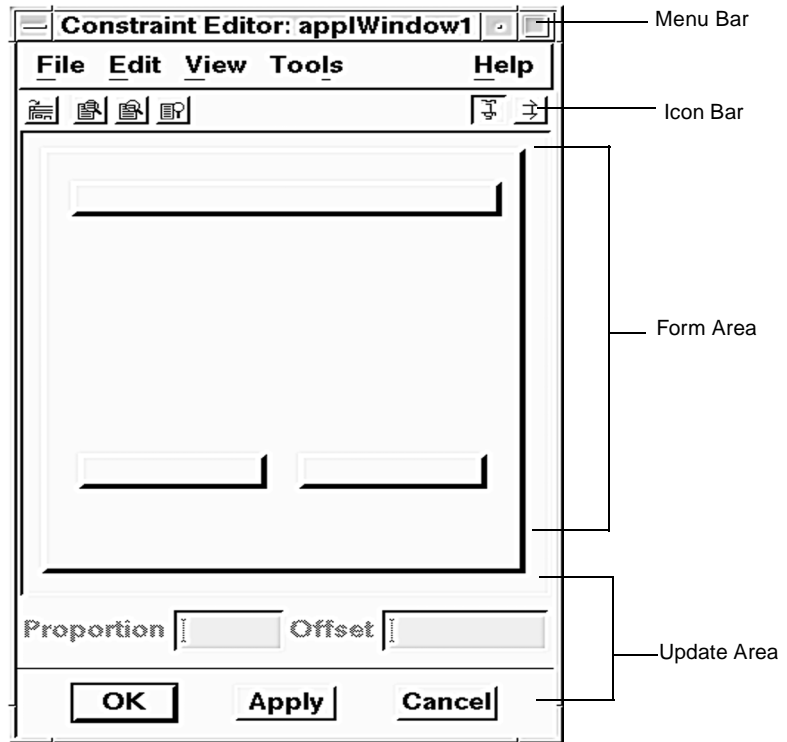 Constraint Editor: applWindow1
Menu Bar
File Edit View Tools Help
Icon Bar
Form Area
Proportion Offset
Update Area
OK Apply Cancel